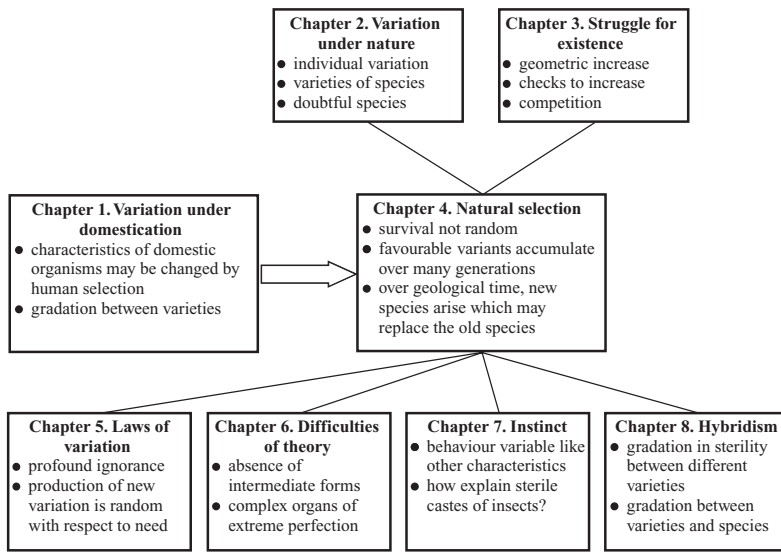 Chapter 2. Variation
under nature
● individual variation
● varieties of species
● doubtful species
Chapter 3. Struggle for
existence
● geometric increase
● checks to increase
● competition
Chapter 1. Variation under
domestication
● characteristics of domestic
organisms may be changed by
human selection
● gradation between varieties
Chapter 4. Natural selection
● survival not random
● favourable variants accumulate
over many generations
● over geological time, new
species arise which may
replace the old species
Chapter 5. Laws of
variation
● profound ignorance
● production of new
variation is random
with respect to need
Chapter 6. Difficulties
of theory
● absence of
intermediate forms
● complex organs of
extreme perfection
Chapter 7. Instinct
● behaviour variable like
other characteristics
● how explain sterile
castes of insects?
Chapter 8. Hybridism
● gradation in sterility
between different
varieties
● gradation between
varieties and species